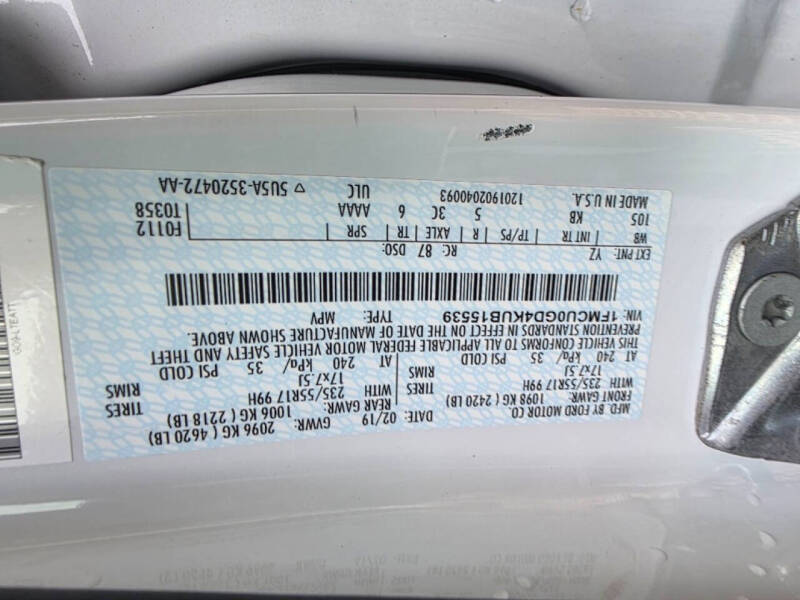 MFD. BY FORD MOTOR CO.
DATE: 02/19 GVWR: 2096 KG ( 4620 LB)
FRONT GAWR: 1098 KG ( 2420 LB) REAR GAWR: 1006 KG ( 2218 LB)
WITH 235/55R17 99H TIRES WITH 235/55R17 99H TIRES
17x7.5J RIMS 17x7.5J RIMS
AT 240 kPa/ 35 PSI COLD AT 240 kPa/ 35 PSI COLD
THIS VEHICLE CONFORMS TO ALL APPLICABLE FEDERAL MOTOR VEHICLE SAFETY AND THEFT
PREVENTION STANDARDS IN EFFECT ON THE DATE OF MANUFACTURE SHOWN ABOVE.
VIN: 1FMCU0GD4KUB15539 TYPE: MPV
EXT PNT: YZ RC: 87 DSO: F0112
WB INT TR TP/PS R AXLE TR SPR T0358
105 KB 5 3C 6 AAAA
MADE IN U.S.A. 1201902040093 ULC ▽ 5U5A-3520472-AA